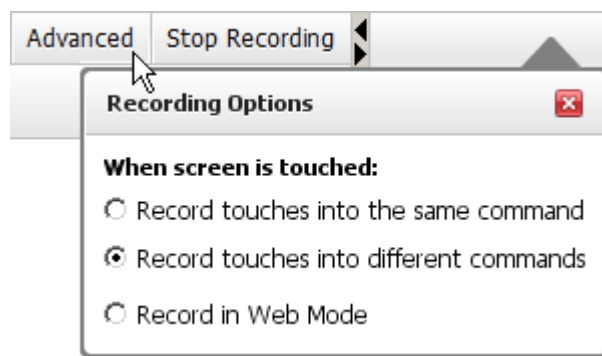 Advanced Stop Recording
Recording Options
When screen is touched:
Record touches into the same command
Record touches into different commands
Record in Web Mode